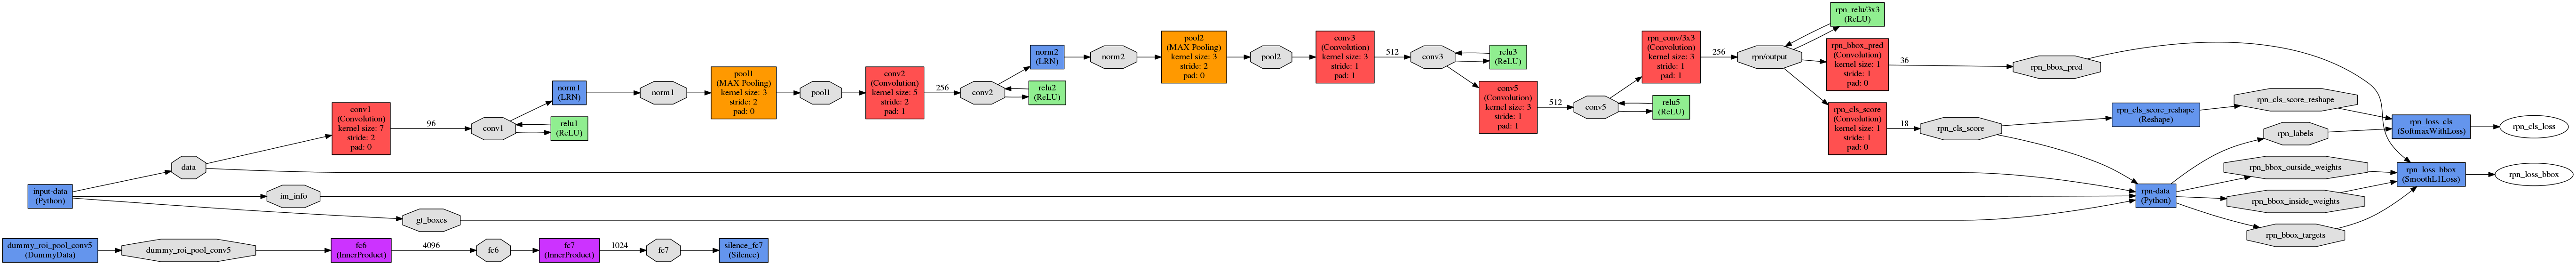 input-data
(Python)
data
im_info
gt_boxes
conv1
(Convolution)
kernel size: 7
stride: 2
pad: 0
96
conv1
norm1
(LRN)
relu1
(ReLU)
norm1
pool1
(MAX Pooling)
kernel size: 3
stride: 2
pad: 0
pool1
conv2
(Convolution)
kernel size: 5
stride: 2
pad: 1
256
conv2
norm2
(LRN)
relu2
(ReLU)
norm2
pool2
(MAX Pooling)
kernel size: 3
stride: 2
pad: 0
pool2
conv3
(Convolution)
kernel size: 3
stride: 1
pad: 1
512
conv3
relu3
(ReLU)
conv5
(Convolution)
kernel size: 3
stride: 1
pad: 1
512
conv5
relu5
(ReLU)
rpn_conv/3x3
(Convolution)
kernel size: 3
stride: 1
pad: 1
256
rpn/output
rpn_relu/3x3
(ReLU)
rpn_bbox_pred
(Convolution)
kernel size: 1
stride: 1
pad: 0
36
rpn_bbox_pred
rpn_cls_score
(Convolution)
kernel size: 1
stride: 1
pad: 0
18
rpn_cls_score
rpn_cls_score_reshape
(Reshape)
rpn_cls_score_reshape
rpn-data
(Python)
rpn_labels
rpn_bbox_outside_weights
rpn_bbox_inside_weights
rpn_bbox_targets
rpn_loss_cls
(SoftmaxWithLoss)
rpn_cls_loss
rpn_loss_bbox
(SmoothL1Loss)
rpn_loss_bbox
dummy_roi_pool_conv5
(DummyData)
dummy_roi_pool_conv5
fc6
(InnerProduct)
4096
fc6
fc7
(InnerProduct)
1024
fc7
silence_fc7
(Silence)